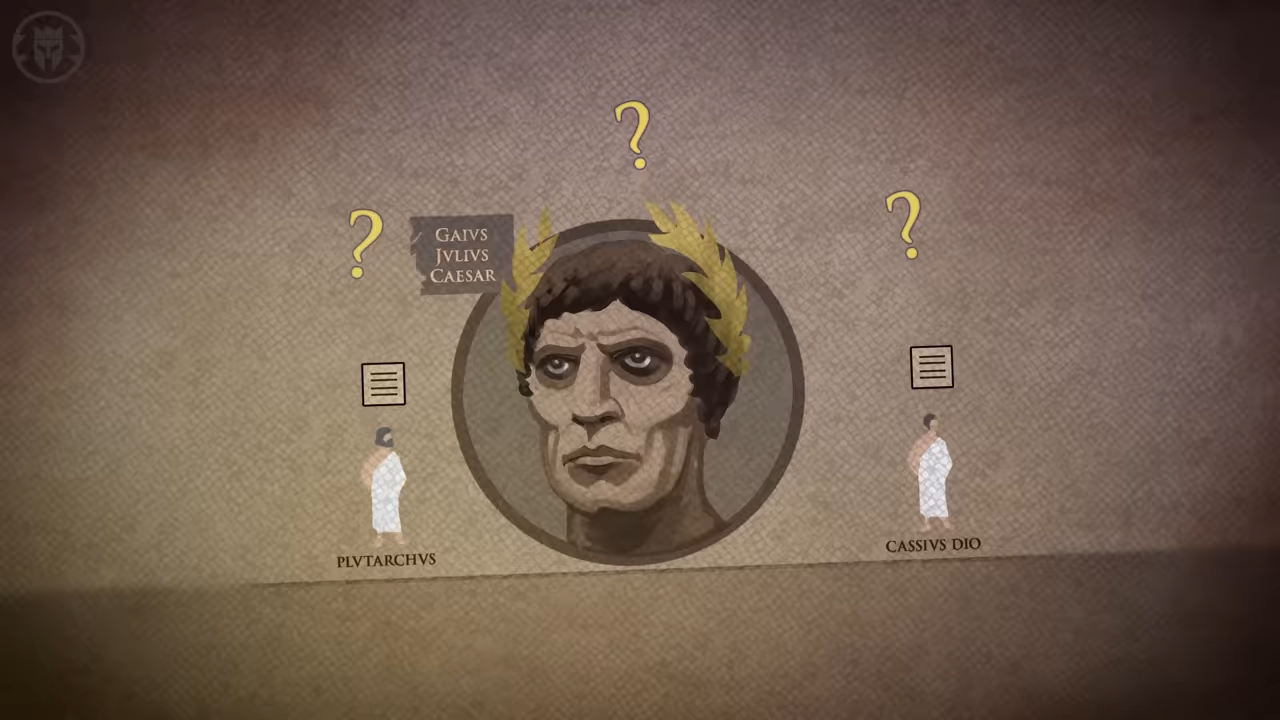 ?
?
?
GAIVS
JVLIVS
CAESAR
PLVTARCHVS
CASSIVS DIO